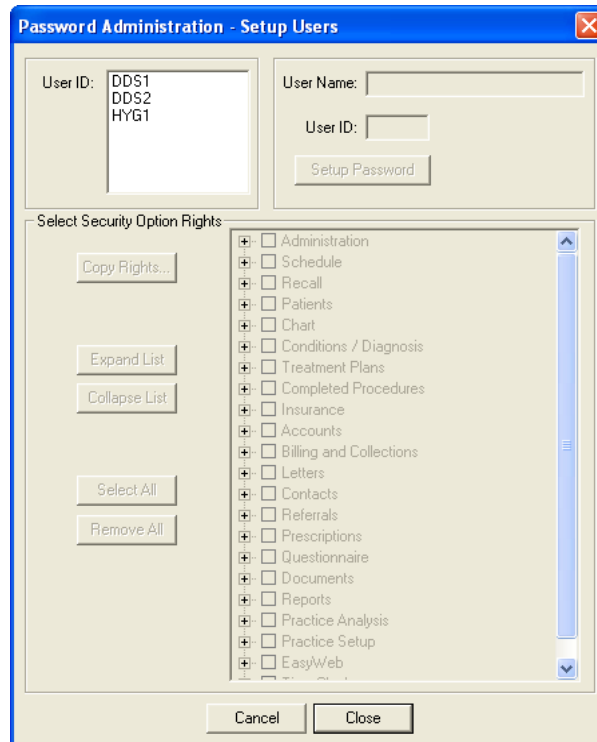 Password Administration - Setup Users
User ID:
DDS1
DDS2
HYG1
User Name:
User ID:
Setup Password
Select Security Option Rights
Copy Rights...
Expand List
Collapse List
Select All
Remove All
Administration
Schedule
Recall
Patients
Chart
Conditions / Diagnosis
Treatment Plans
Completed Procedures
Insurance
Accounts
Billing and Collections
Letters
Contacts
Referrals
Prescriptions
Questionnaire
Documents
Reports
Practice Analysis
Practice Setup
EasyWeb
Cancel
Close